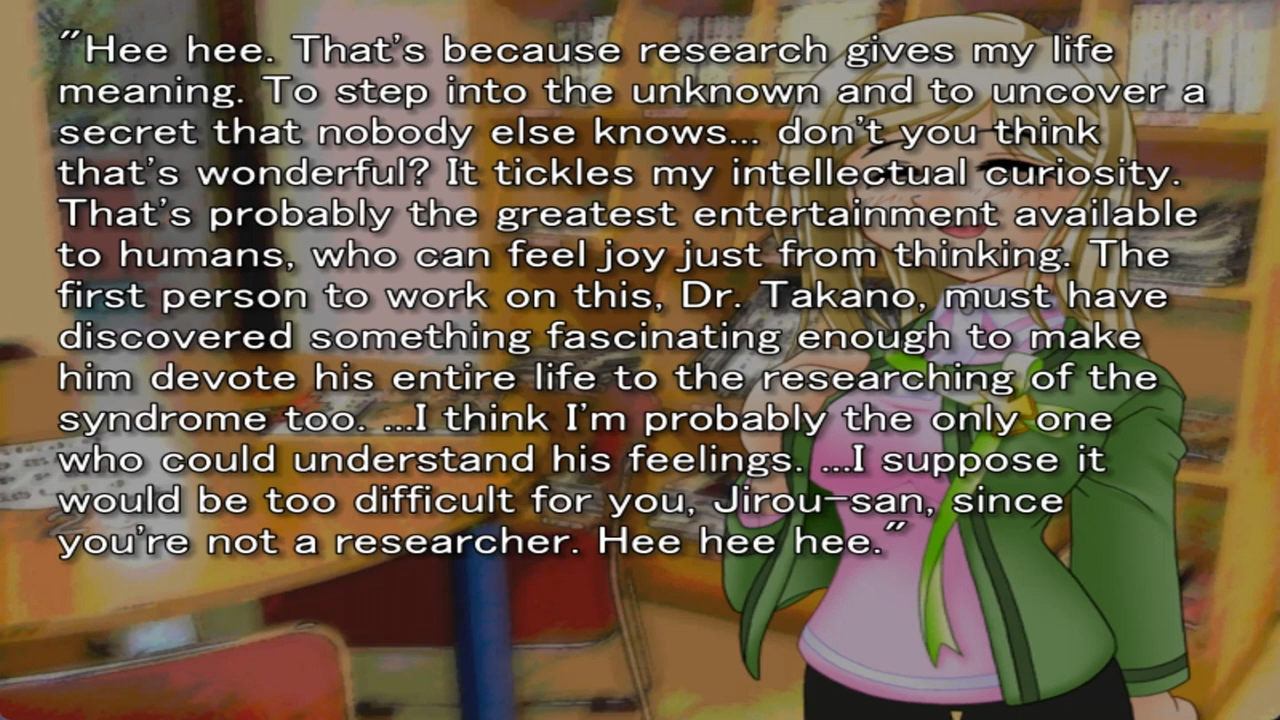 "Hee hee. That's because research gives my life
meaning. To step into the unknown and to uncover a
secret that nobody else knows... don't you think
that's wonderful? It tickles my intellectual curiosity.
That's probably the greatest entertainment available
to humans, who can feel joy just from thinking. The
first person to work on this, Dr. Takano, must have
discovered something fascinating enough to make
him devote his entire life to the researching of the
syndrome too. ...I think I'm probably the only one
who could understand his feelings. ...I suppose it
would be too difficult for you, Jirou-san, since
you're not a researcher. Hee hee hee."